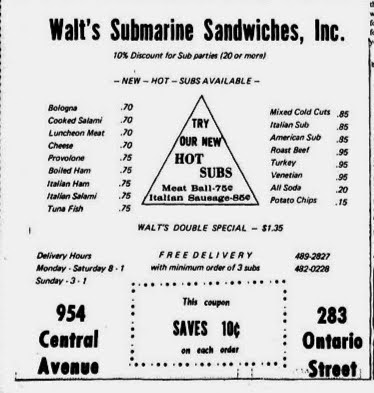 Walt's Submarine Sandwiches, Inc.
10% Discount for Sub parties (20 or more)
– NEW – HOT – SUBS AVAILABLE –
Bologna .70
Cooked Salami .70
Luncheon Meat .70
Cheese .70
Provolone .75
Boiled Ham .75
Italian Ham .75
Italian Salami .75
Tuna Fish .75
TRY
OUR NEW
HOT
SUBS
Meat Ball-75¢
Italian Sausage-85¢
Mixed Cold Cuts .85
Italian Sub .85
American Sub .85
Roast Beef .95
Turkey .95
Venetian .95
All Soda .20
Potato Chips .15
WALT'S DOUBLE SPECIAL – $1.35
Delivery Hours
Monday - Saturday 8 - 1
Sunday - 3 - 1
FREE DELIVERY
with minimum order of 3 subs
489-2827
482-0228
954
Central
Avenue
This coupon
SAVES 10¢
on each order
283
Ontario
Street